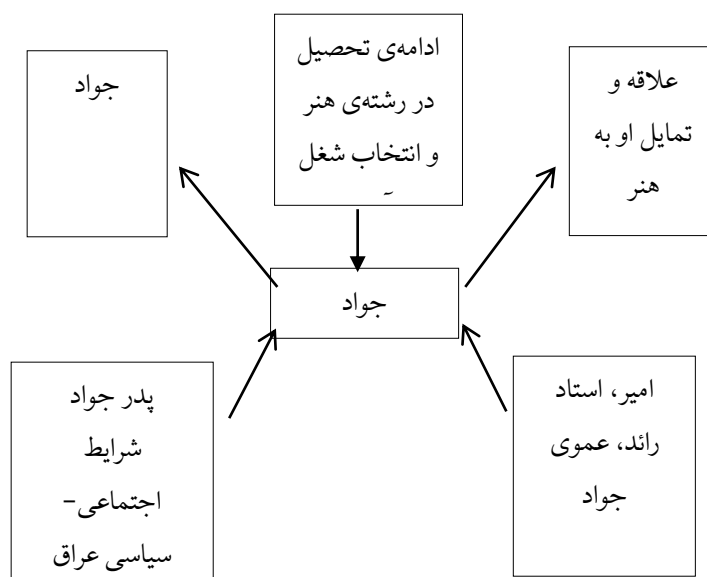 علاقه و
تمایل او به
هنر
ادامه‌ی تحصیل
در رشته‌ی هنر
و انتخاب شغل
جواد
جواد
امیر، استاد
رائد، عموی
جواد
پدر جواد
شرایط
اجتماعی-
سیاسی عراق